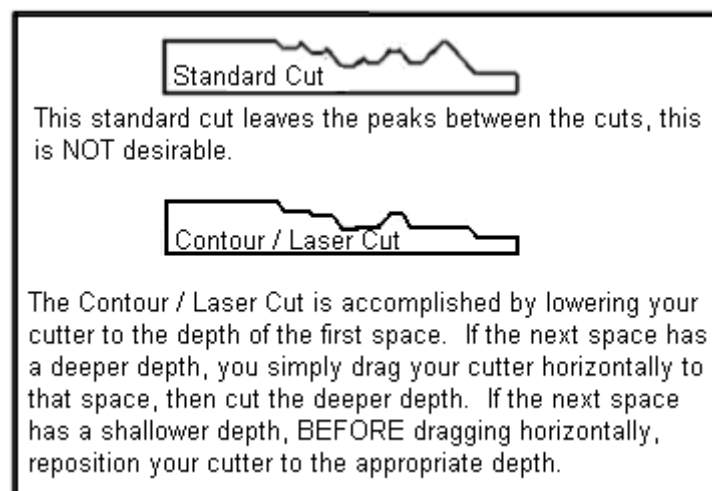 Standard Cut
This standard cut leaves the peaks between the cuts, this
is NOT desirable.
Contour / Laser Cut
The Contour / Laser Cut is accomplished by lowering your
cutter to the depth of the first space.  If the next space has
a deeper depth, you simply drag your cutter horizontally to
that space, then cut the deeper depth.  If the next space
has a shallower depth, BEFORE dragging horizontally,
reposition your cutter to the appropriate depth.